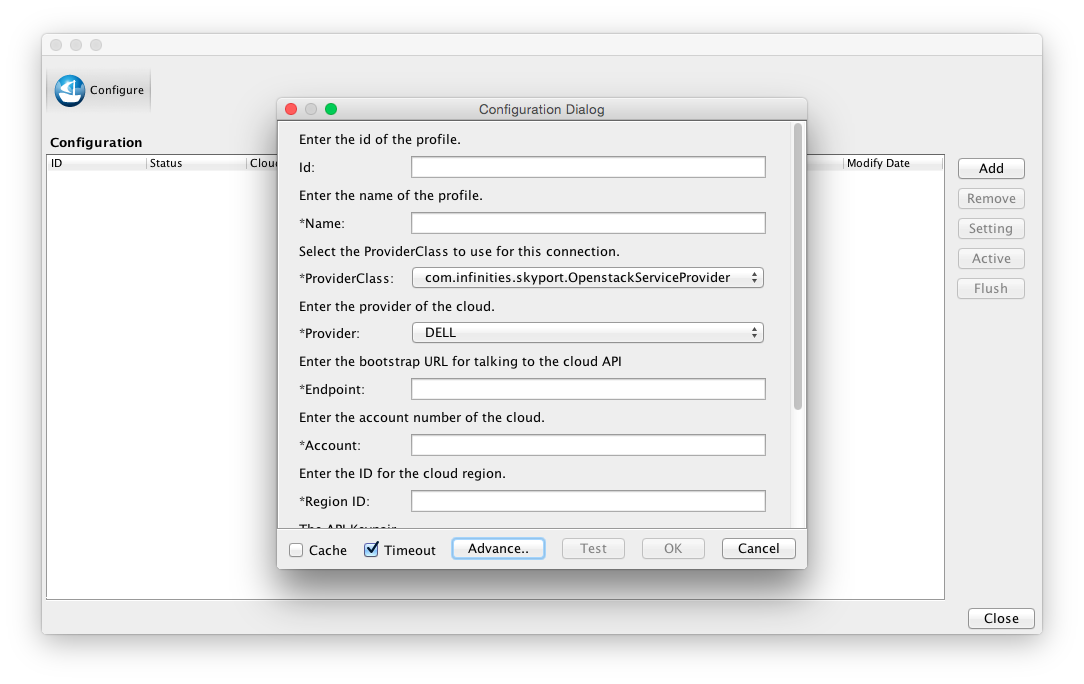 Configure
Configuration Dialog
Configuration
ID Status Clou Modify Date
Enter the id of the profile.
Id:
Enter the name of the profile.
*Name:
Select the ProviderClass to use for this connection.
*ProviderClass: com.infinities.skyport.OpenstackServiceProvider
Enter the provider of the cloud.
*Provider: DELL
Enter the bootstrap URL for talking to the cloud API
*Endpoint:
Enter the account number of the cloud.
*Account:
Enter the ID for the cloud region.
*Region ID:
The API Keypair
Cache Timeout Advance.. Test OK Cancel
Add
Remove
Setting
Active
Flush
Close